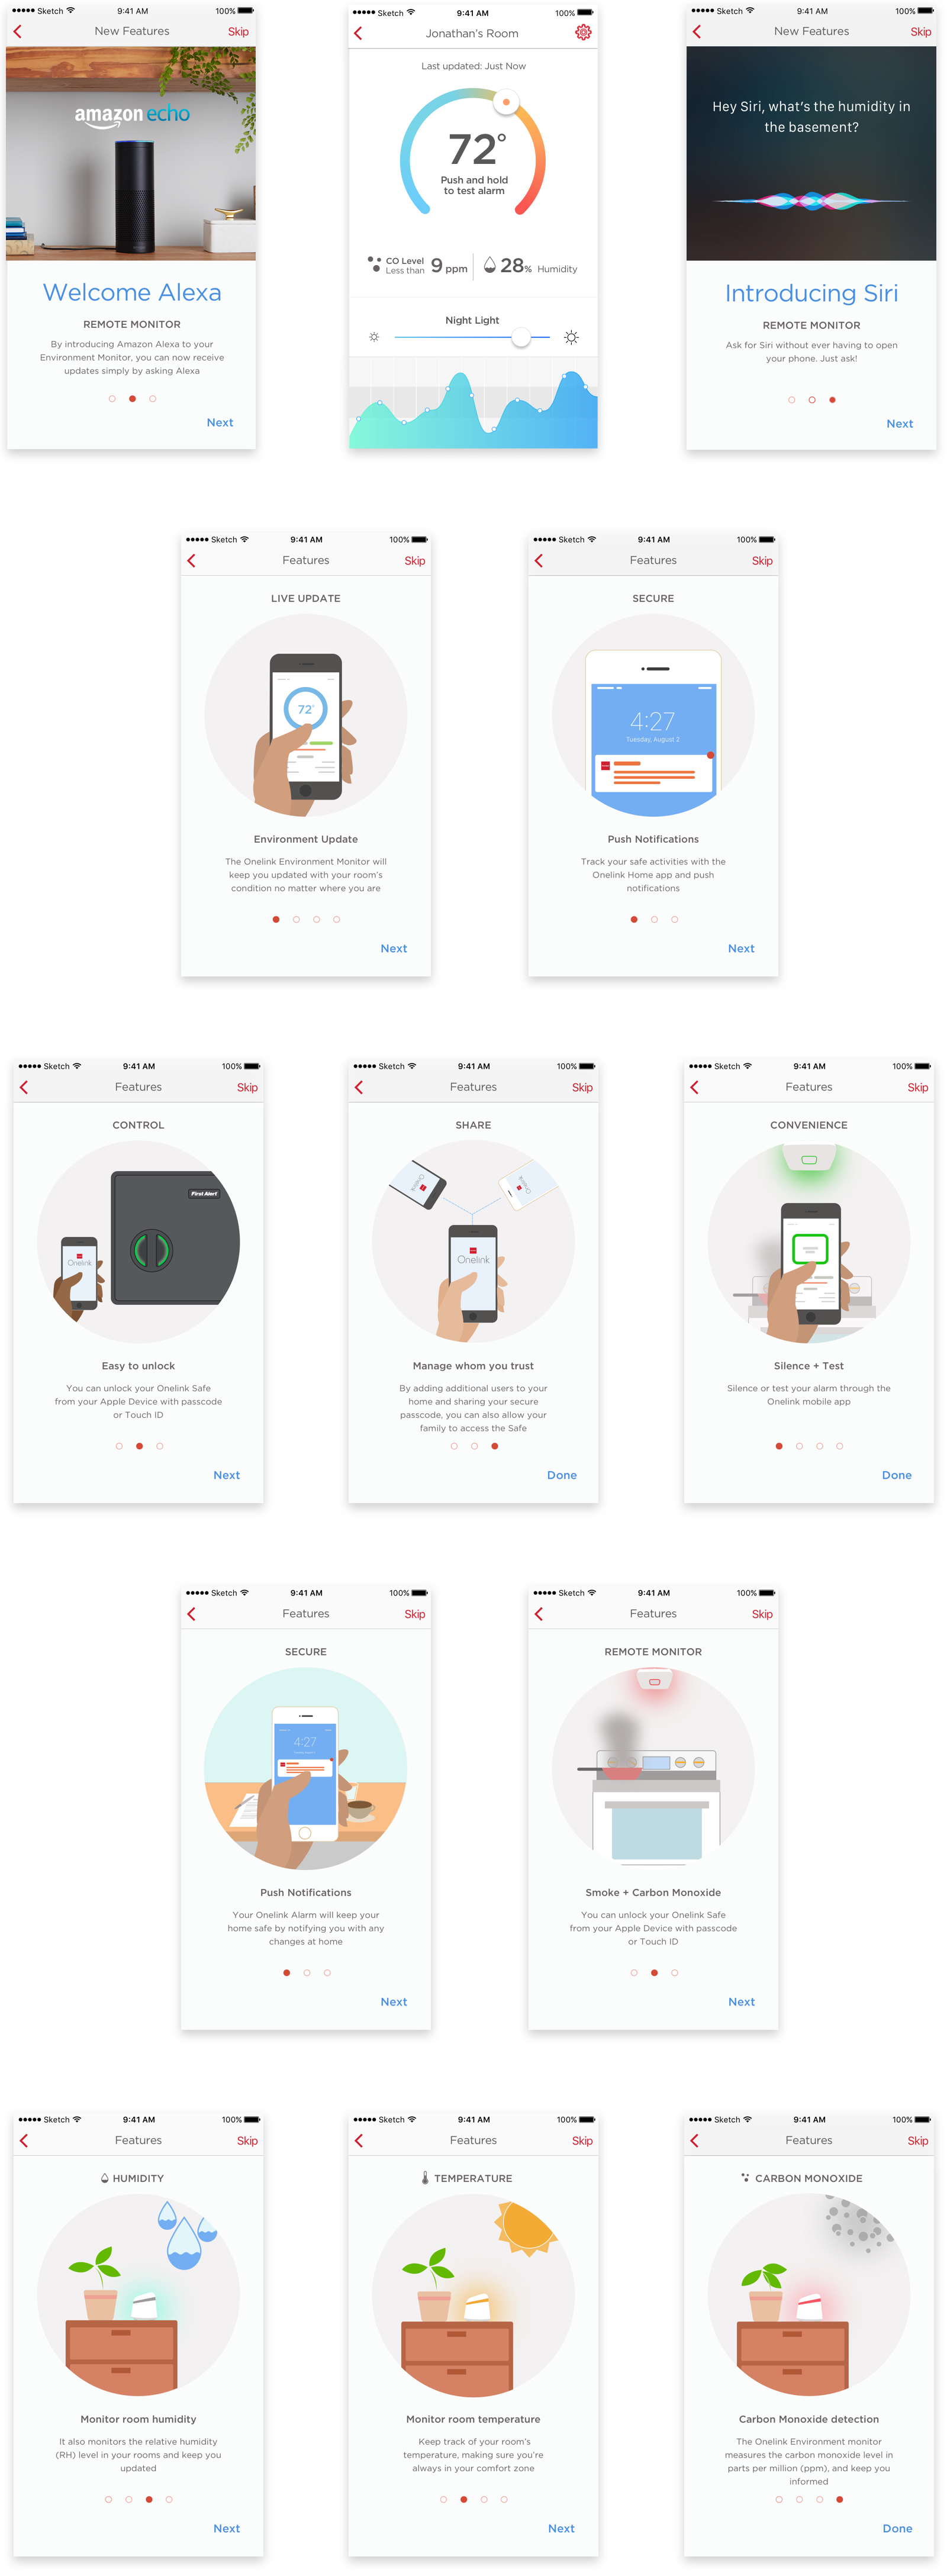 Sketch 9:41 AM 100%
New Features Skip
amazon echo
Welcome Alexa
REMOTE MONITOR
By introducing Amazon Alexa to your
Environment Monitor, you can now receive
updates simply by asking Alexa
Next
Sketch 9:41 AM 100%
Jonathan's Room
Last updated: Just Now
72°
Push and hold
to test alarm
CO Level
Less than
9 ppm
28% Humidity
Night Light
Sketch 9:41 AM 100%
New Features Skip
Hey Siri, what's the humidity in
the basement?
Introducing Siri
REMOTE MONITOR
Ask for Siri without ever having to open
your phone. Just ask!
Next
Sketch 9:41 AM 100%
Features Skip
LIVE UPDATE
72°
Environment Update
The Onelink Environment Monitor will
keep you updated with your room's
condition no matter where you are
Next
Sketch 9:41 AM 100%
Features Skip
SECURE
4:27
Tuesday, August 2
Push Notifications
Track your safe activities with the
Onelink Home app and push
notifications
Next
Sketch 9:41 AM 100%
Features Skip
CONTROL
First Alert
Onelink
Easy to unlock
You can unlock your Onelink Safe
from your Apple Device with passcode
or Touch ID
Next
Sketch 9:41 AM 100%
Features Skip
SHARE
Onelink
Onelink
Onelink
Manage whom you trust
By adding additional users to your
home and sharing your secure
passcode, you can also allow your
family to access the Safe
Done
Sketch 9:41 AM 100%
Features Skip
CONVENIENCE
Silence + Test
Silence or test your alarm through the
Onelink mobile app
Done
Sketch 9:41 AM 100%
Features Skip
SECURE
4:27
Push Notifications
Your Onelink Alarm will keep your
home safe by notifying you with any
changes at home
Next
Sketch 9:41 AM 100%
Features Skip
REMOTE MONITOR
Smoke + Carbon Monoxide
You can unlock your Onelink Safe
from your Apple Device with passcode
or Touch ID
Next
Sketch 9:41 AM 100%
Features Skip
HUMIDITY
Monitor room humidity
It also monitors the relative humidity
(RH) level in your rooms and keep you
updated
Next
Sketch 9:41 AM 100%
Features Skip
TEMPERATURE
Monitor room temperature
Keep track of your room's
temperature, making sure you're
always in your comfort zone
Next
Sketch 9:41 AM 100%
Features Skip
CARBON MONOXIDE
Carbon Monoxide detection
The Onelink Environment monitor
measures the carbon monoxide level in
parts per million (ppm), and keep you
informed
Done